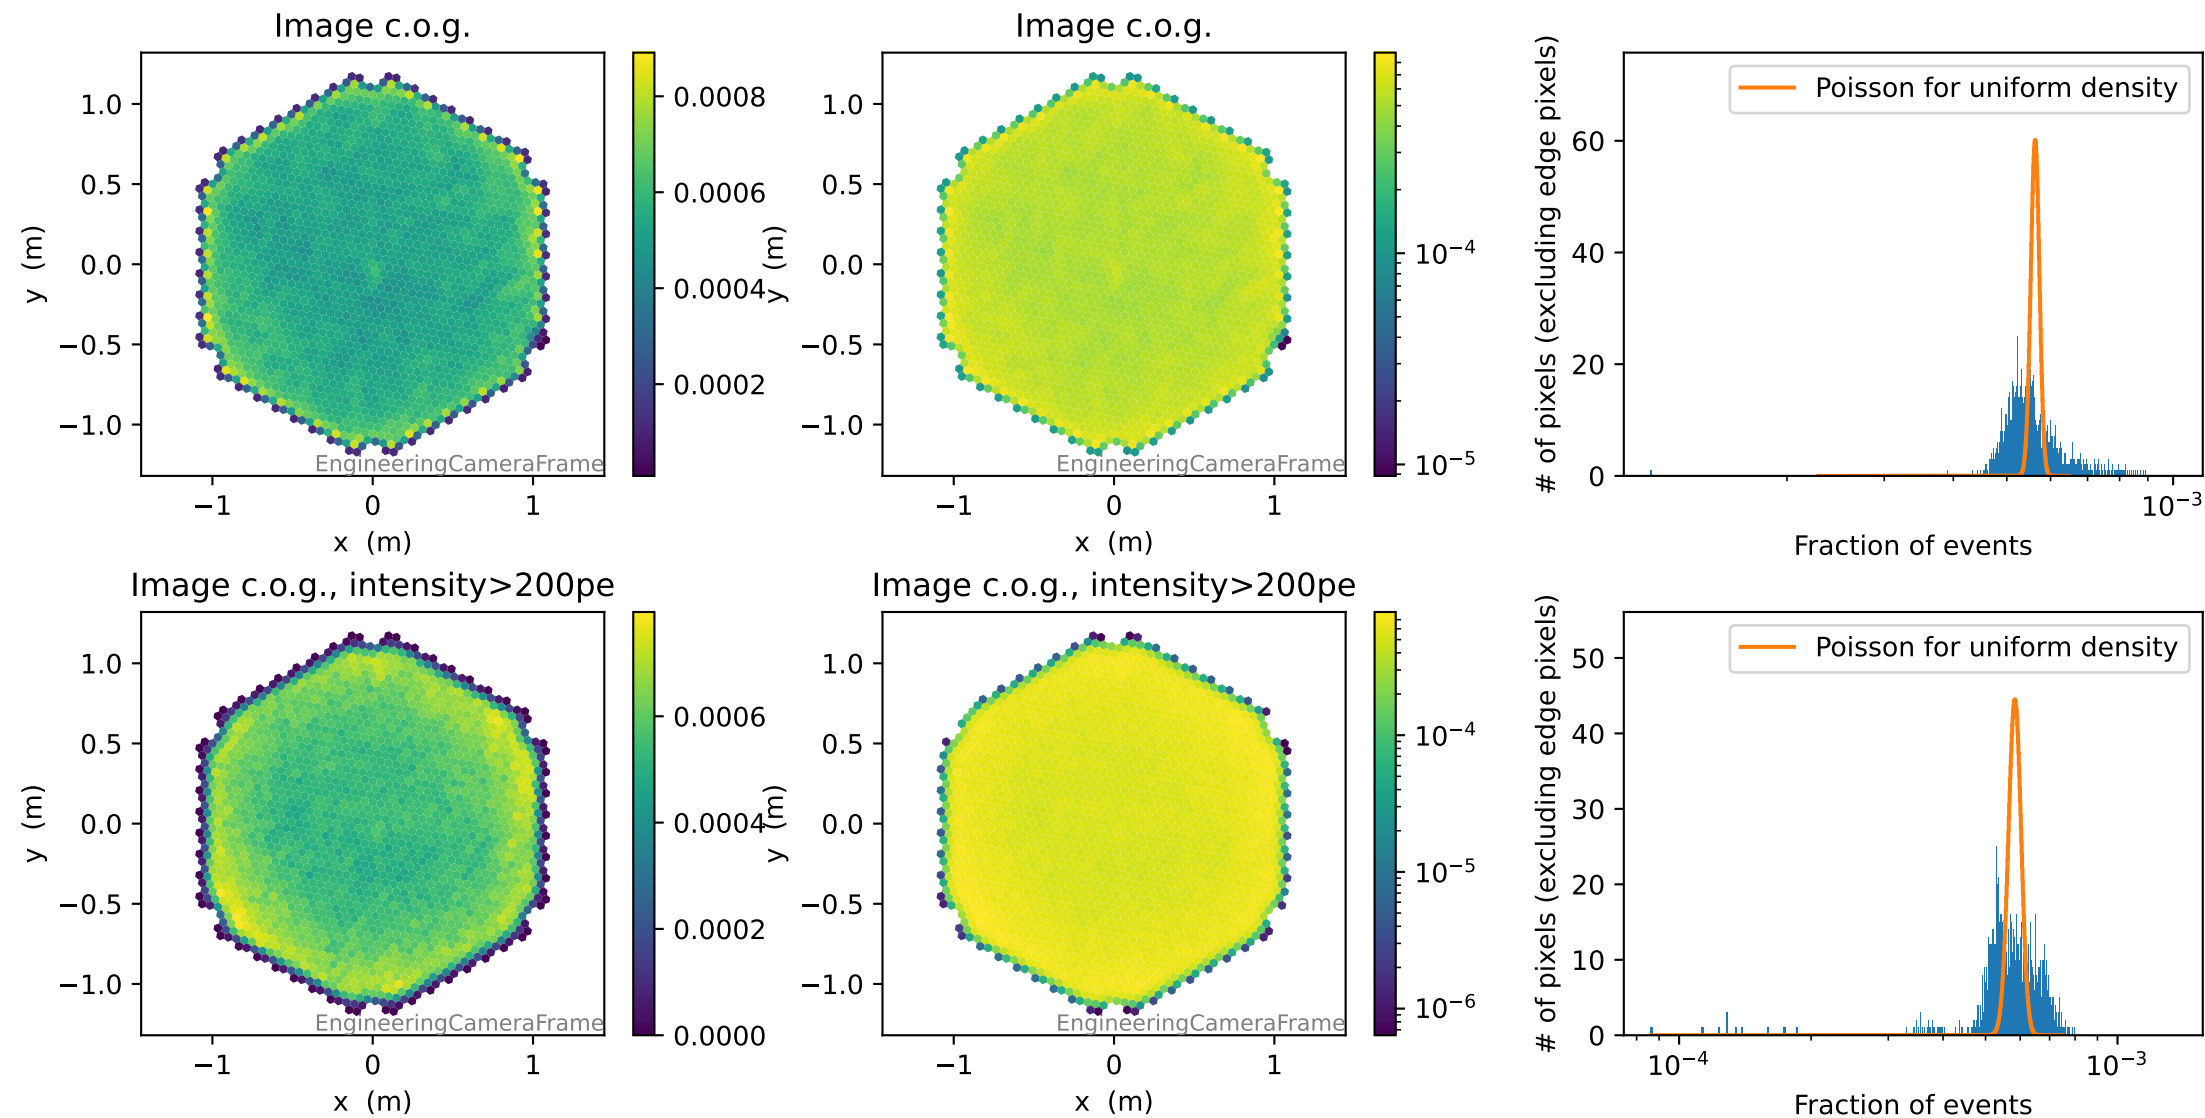 Image c.o.g.
1.0
0.5
0.0
−0.5
−1.0
y (m)
−1
0
1
x (m)
EngineeringCameraFrame
0.0008
0.0006
0.0004
0.0002
Image c.o.g.
1.0
0.5
0.0
−0.5
−1.0
y (m)
−1
0
1
x (m)
EngineeringCameraFrame
10⁻⁴
10⁻⁵
# of pixels (excluding edge pixels)
60
40
20
0
Poisson for uniform density
10⁻³
Fraction of events
Image c.o.g., intensity>200pe
1.0
0.5
0.0
−0.5
−1.0
y (m)
−1
0
1
x (m)
EngineeringCameraFrame
0.0006
0.0004
0.0002
0.0000
Image c.o.g., intensity>200pe
1.0
0.5
0.0
−0.5
−1.0
y (m)
−1
0
1
x (m)
EngineeringCameraFrame
10⁻⁴
10⁻⁵
10⁻⁶
# of pixels (excluding edge pixels)
50
40
30
20
10
0
Poisson for uniform density
10⁻⁴
10⁻³
Fraction of events